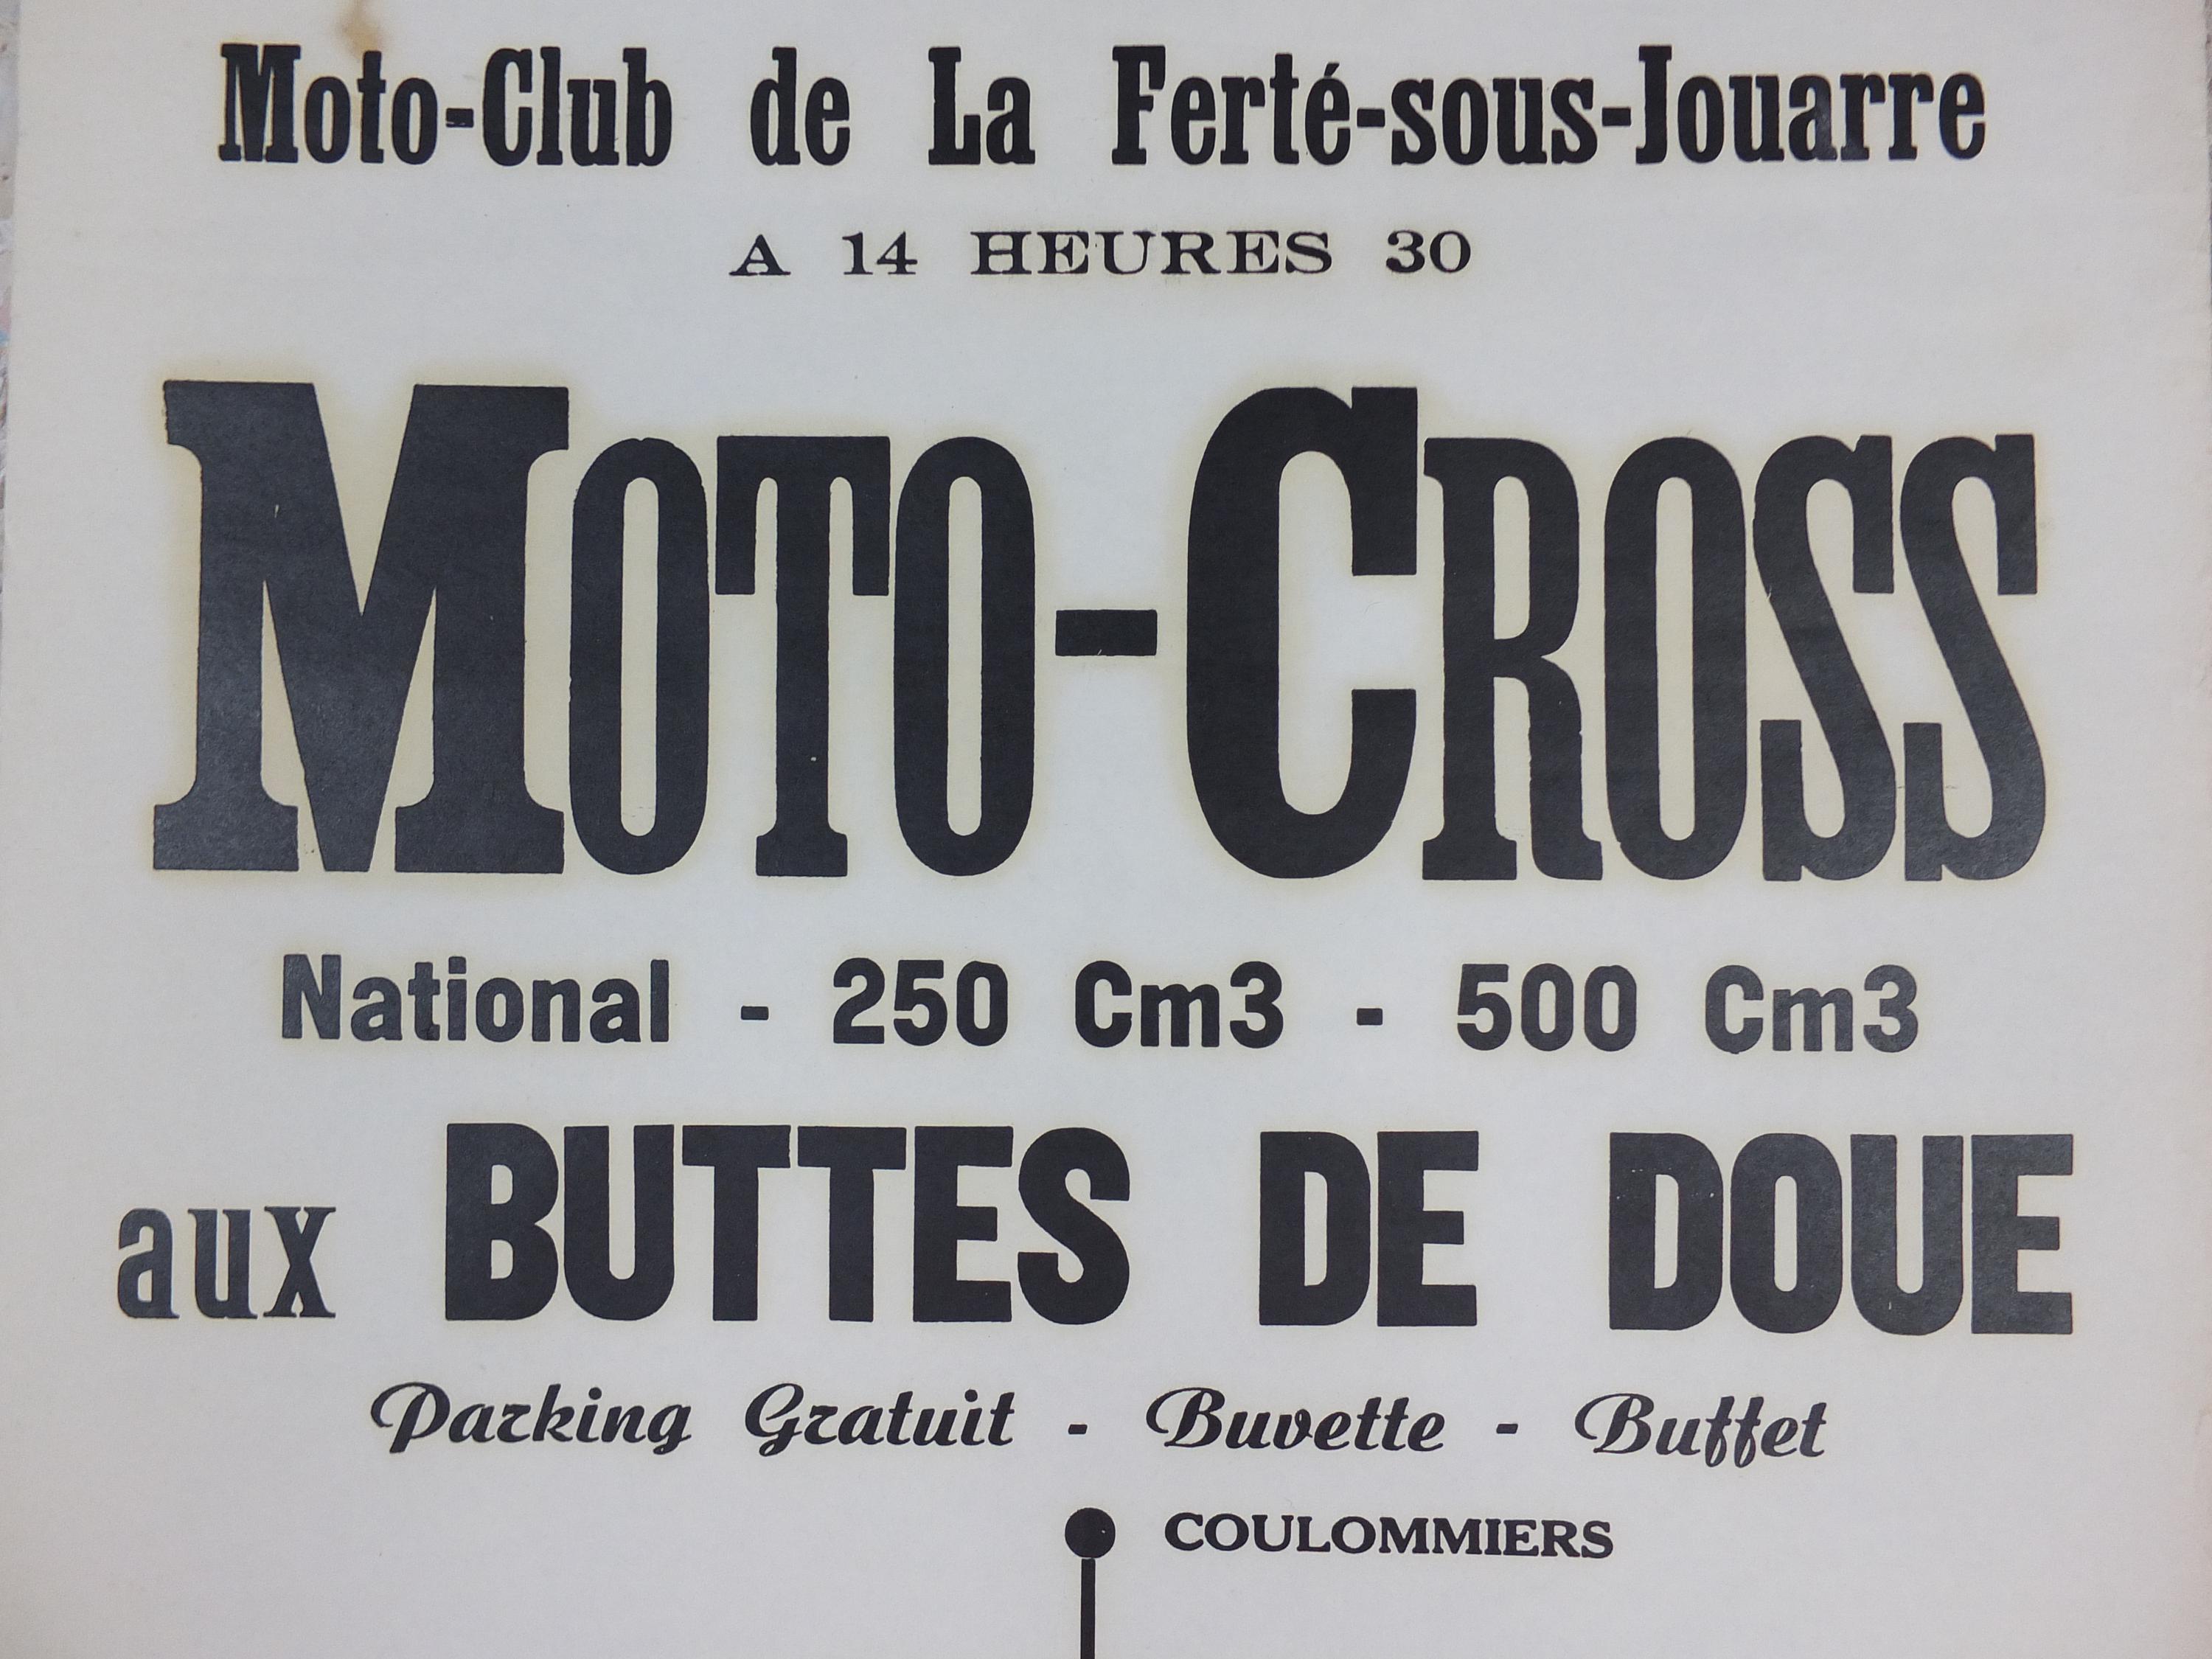 Moto-Club de La Ferté-sous-Jouarre
A 14 HEURES 30
MOTO-CROSS
National - 250 Cm3 - 500 Cm3
aux BUTTES DE DOUE
Parking Gratuit - Buvette - Buffet
COULOMMIERS